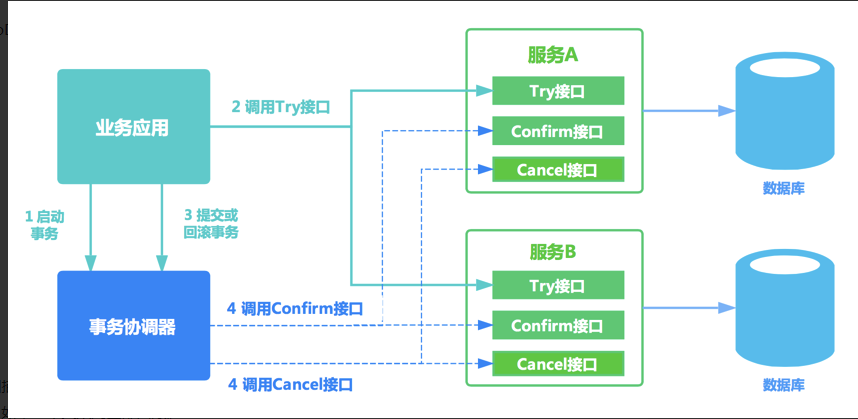 服务A
业务应用
2 调用Try接口
Try接口
Confirm接口
Cancel接口
数据库
1 启动
事务
3 提交或
回滚事务
服务B
Try接口
事务协调器
4 调用Confirm接口
Confirm接口
Cancel接口
4 调用Cancel接口
数据库